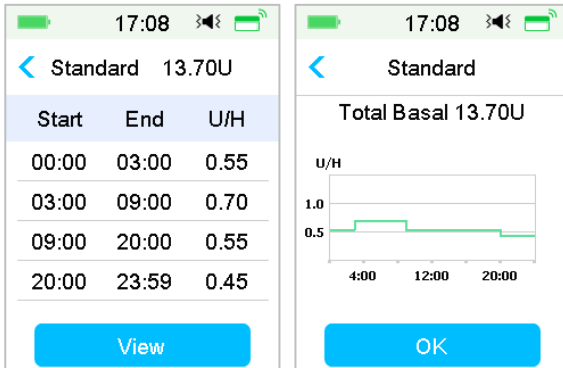 17:08
Standard 13.70U
Start End U/H
00:00 03:00 0.55
03:00 09:00 0.70
09:00 20:00 0.55
20:00 23:59 0.45
View
17:08
Standard
Total Basal 13.70U
U/H
1.0
0.5
4:00 12:00 20:00
OK